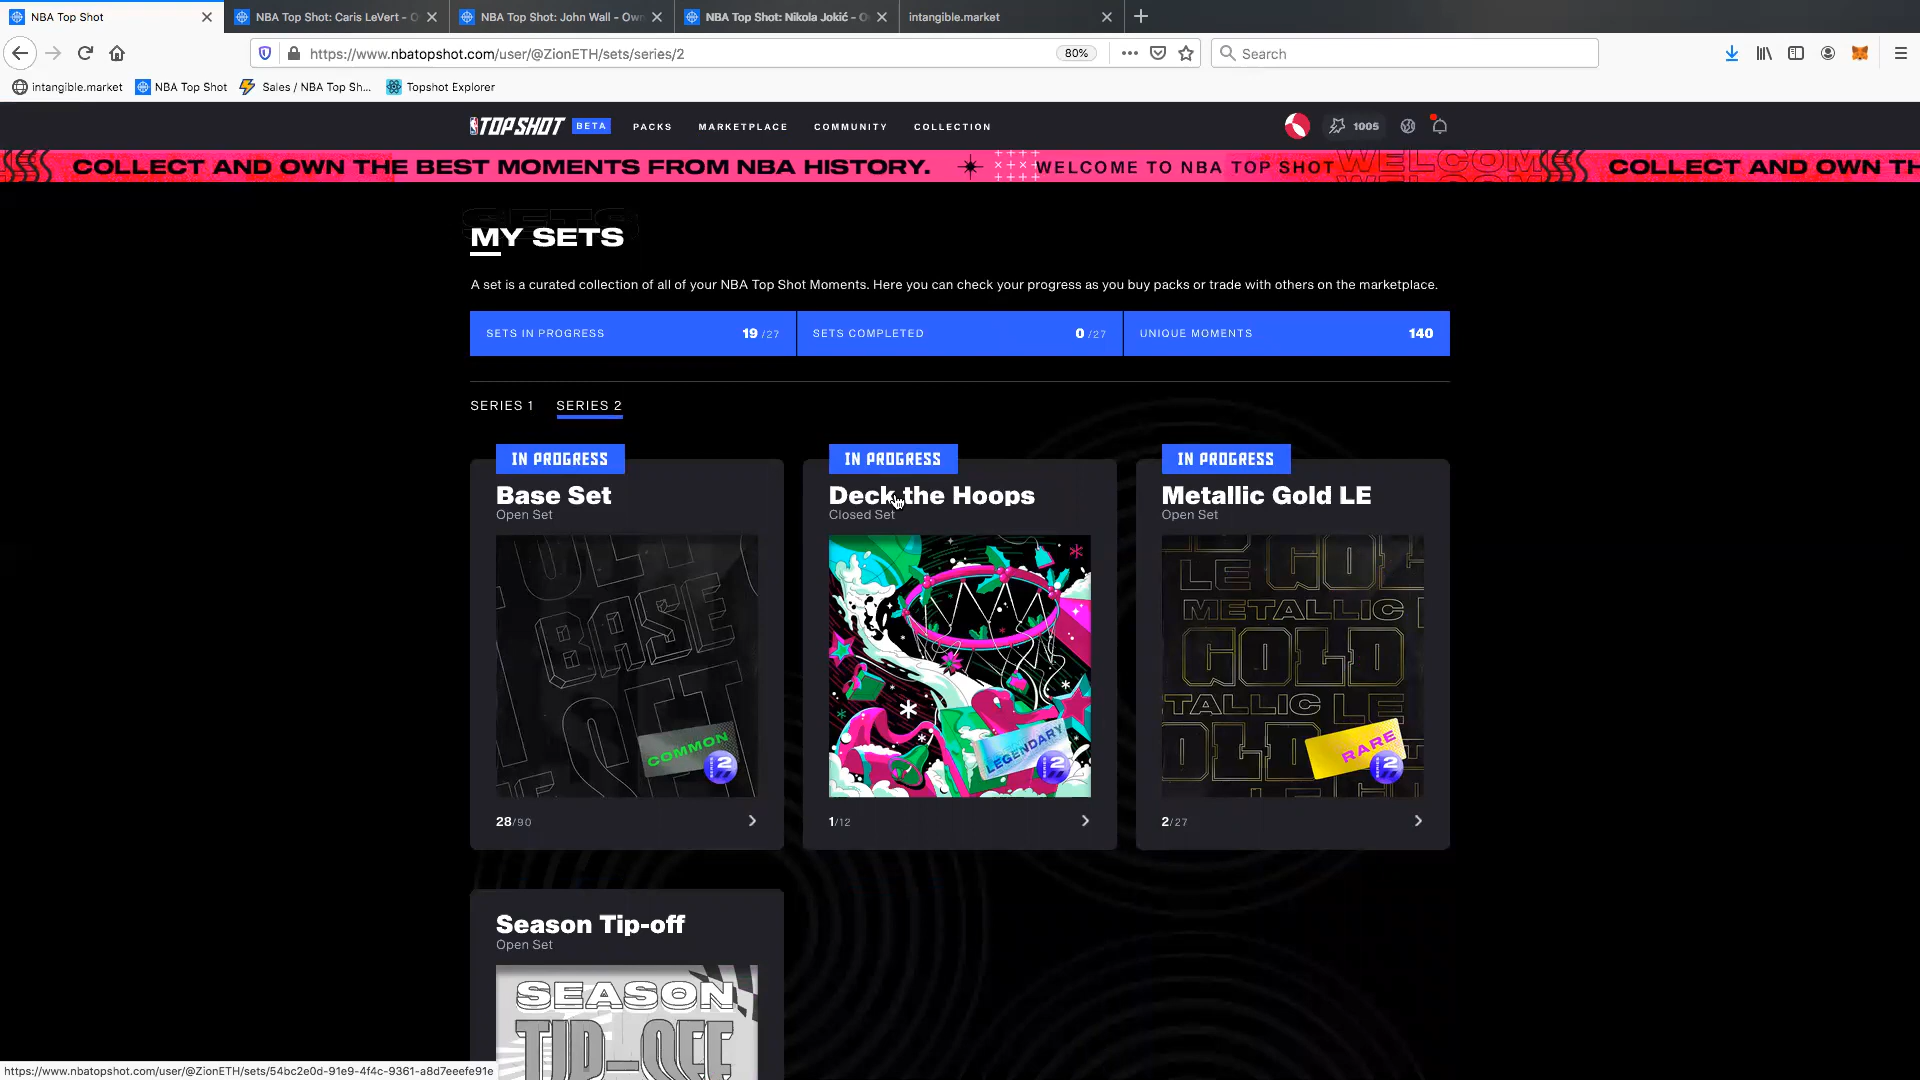 NBA Top Shot
NBA Top Shot: Caris LeVert - O
NBA Top Shot: John Wall - Own
NBA Top Shot: Nikola Jokić - O
intangible.market
https://www.nbatopshot.com/user/@ZionETH/sets/series/2
80%
Search
intangible.market
NBA Top Shot
Sales / NBA Top Sh...
Topshot Explorer
TOP SHOT
BETA
PACKS
MARKETPLACE
COMMUNITY
COLLECTION
1005
COLLECT AND OWN THE BEST MOMENTS FROM NBA HISTORY.
WELCOME TO NBA TOP SHOT
WELCOM
COLLECT AND OWN TH
SETS
MY SETS
A set is a curated collection of all of your NBA Top Shot Moments. Here you can check your progress as you buy packs or trade with others on the marketplace.
SETS IN PROGRESS 19 /27
SETS COMPLETED 0 /27
UNIQUE MOMENTS 140
SERIES 1
SERIES 2
IN PROGRESS
Base Set
Open Set
BASE
COMMON
2
28/90
IN PROGRESS
Deck the Hoops
Closed Set
LEGENDARY
2
1/12
IN PROGRESS
Metallic Gold LE
Open Set
LE GOL
METALLIC
GOLD
TALLIC LE
OLD
RARE
2
2/27
Season Tip-off
Open Set
SEASON
TIP-OFF
https://www.nbatopshot.com/user/@ZionETH/sets/54bc2e0d-91e9-4f4c-9361-a8d7eeefe91e